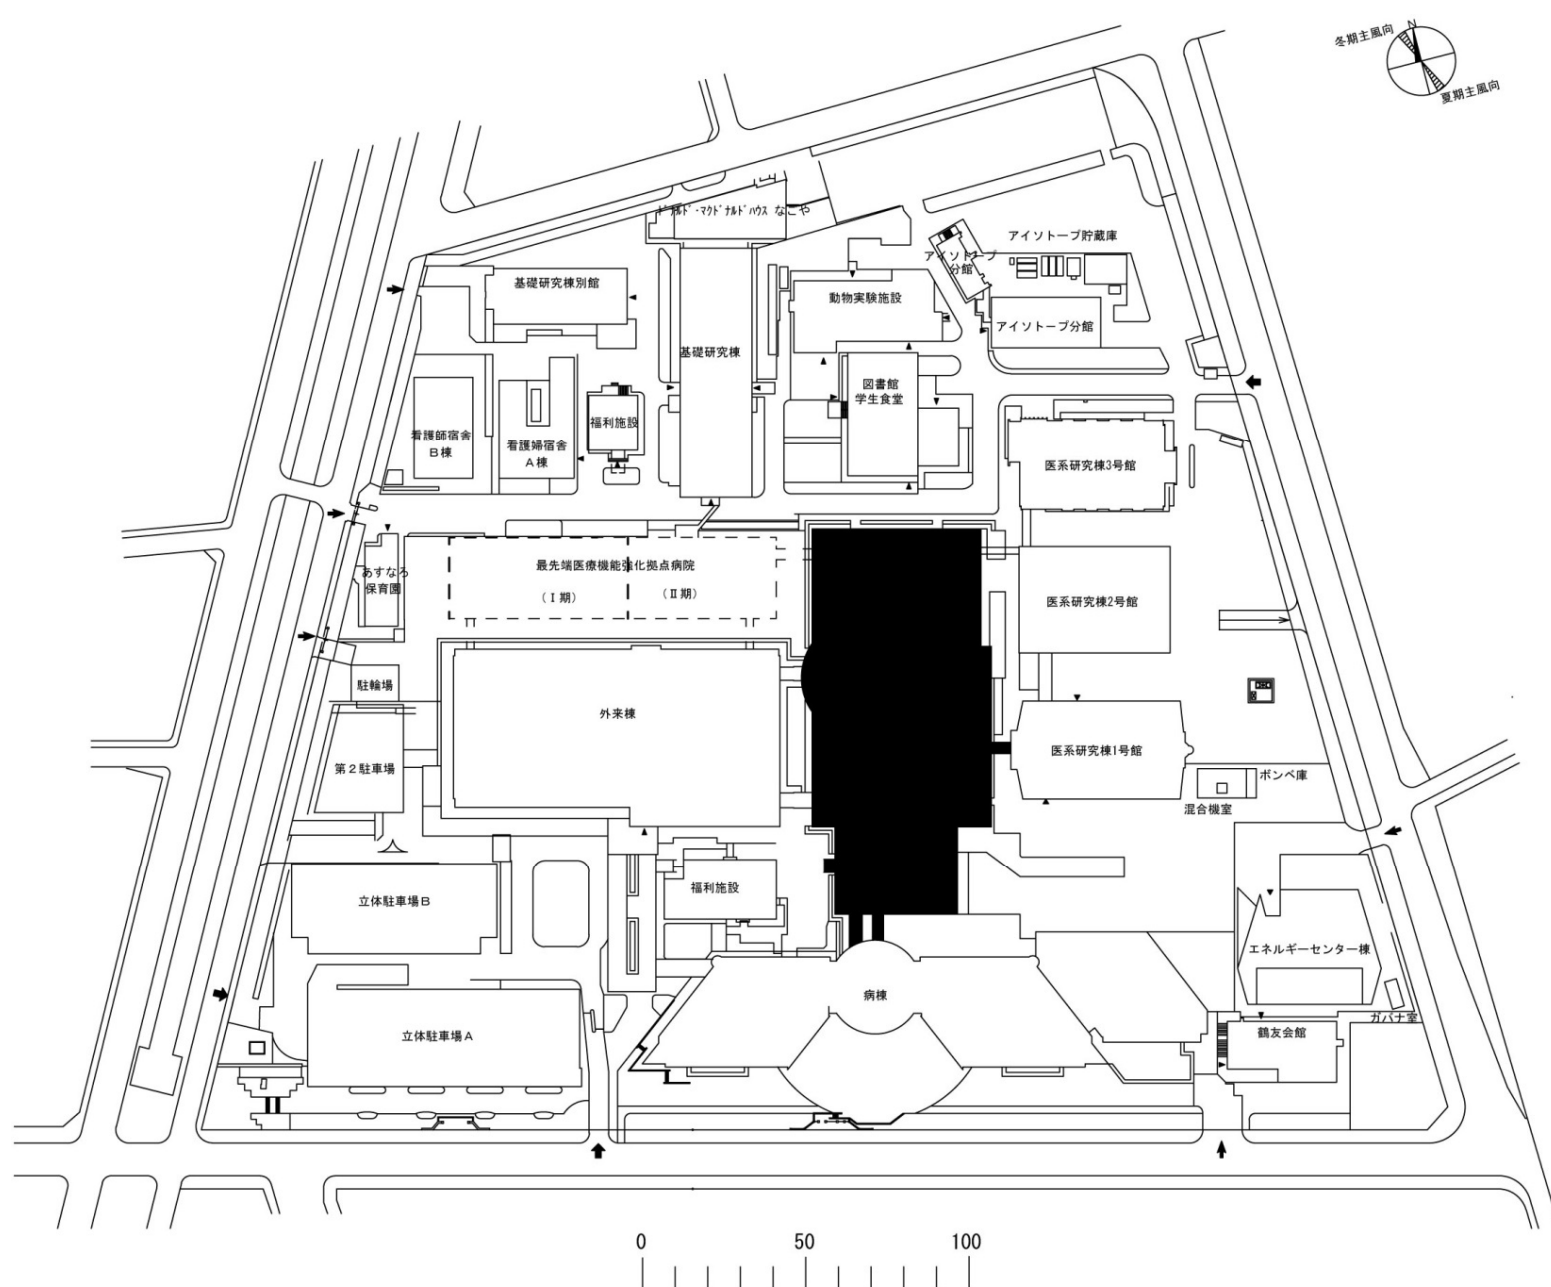 冬期主風向
N
夏期主風向
ドナルド・マクドナルドハウス なごや
アイソトープ貯蔵庫
アイソトープ
分館
基礎研究棟別館
動物実験施設
アイソトープ分館
基礎研究棟
図書館
学生食堂
福利施設
看護師宿舎
B棟
看護婦宿舎
A棟
医系研究棟3号館
最先端医療機能強化拠点病院
(Ⅰ期)
(Ⅱ期)
あすなろ
保育園
医系研究棟2号館
駐輪場
外来棟
医系研究棟1号館
第2駐車場
ボンベ庫
混合機室
福利施設
立体駐車場B
エネルギーセンター棟
病棟
ガバナ室
立体駐車場A
鶴友会館
0
50
100